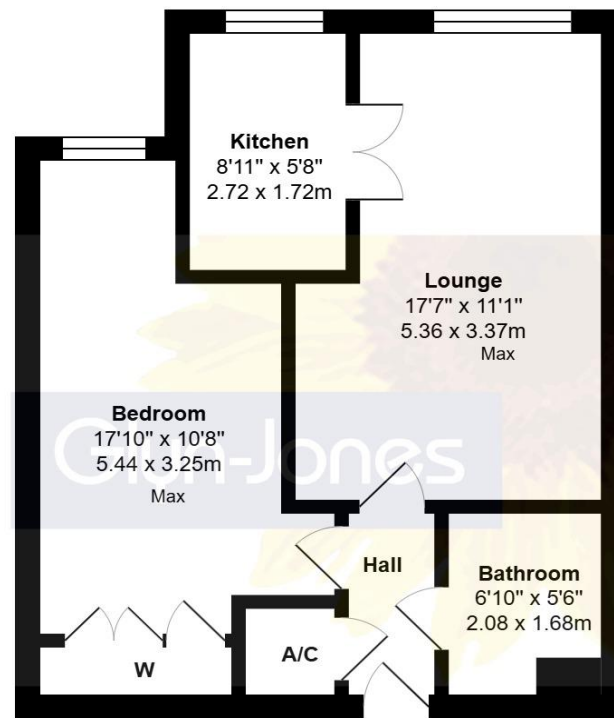 Kitchen
8'11" x 5'8"
2.72 x 1.72m
Lounge
17'7" x 11'1"
5.36 x 3.37m
Max
Bedroom
17'10" x 10'8"
5.44 x 3.25m
Max
Glyn-Jones
Hall
Bathroom
6'10" x 5'6"
2.08 x 1.68m
A/C
W